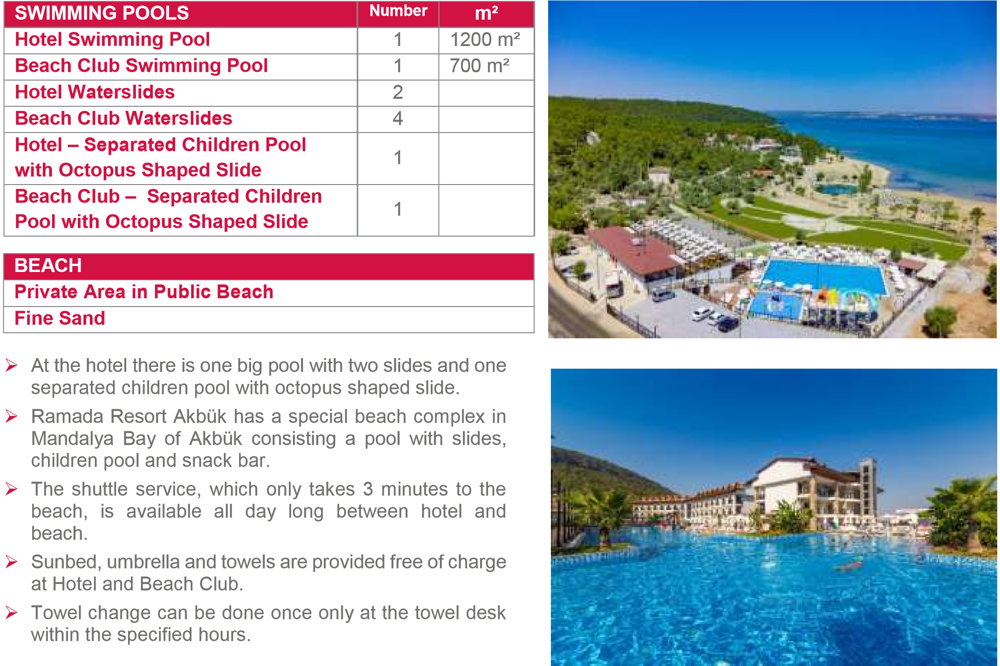 SWIMMING POOLS Number m²
Hotel Swimming Pool 1 1200 m²
Beach Club Swimming Pool 1 700 m²
Hotel Waterslides 2
Beach Club Waterslides 4
Hotel – Separated Children Pool
with Octopus Shaped Slide 1
Beach Club – Separated Children
Pool with Octopus Shaped Slide 1
BEACH
Private Area in Public Beach
Fine Sand
➢ At the hotel there is one big pool with two slides and one
separated children pool with octopus shaped slide.
➢ Ramada Resort Akbük has a special beach complex in
Mandalya Bay of Akbük consisting a pool with slides,
children pool and snack bar.
➢ The shuttle service, which only takes 3 minutes to the
beach, is available all day long between hotel and
beach.
➢ Sunbed, umbrella and towels are provided free of charge
at Hotel and Beach Club.
➢ Towel change can be done once only at the towel desk
within the specified hours.